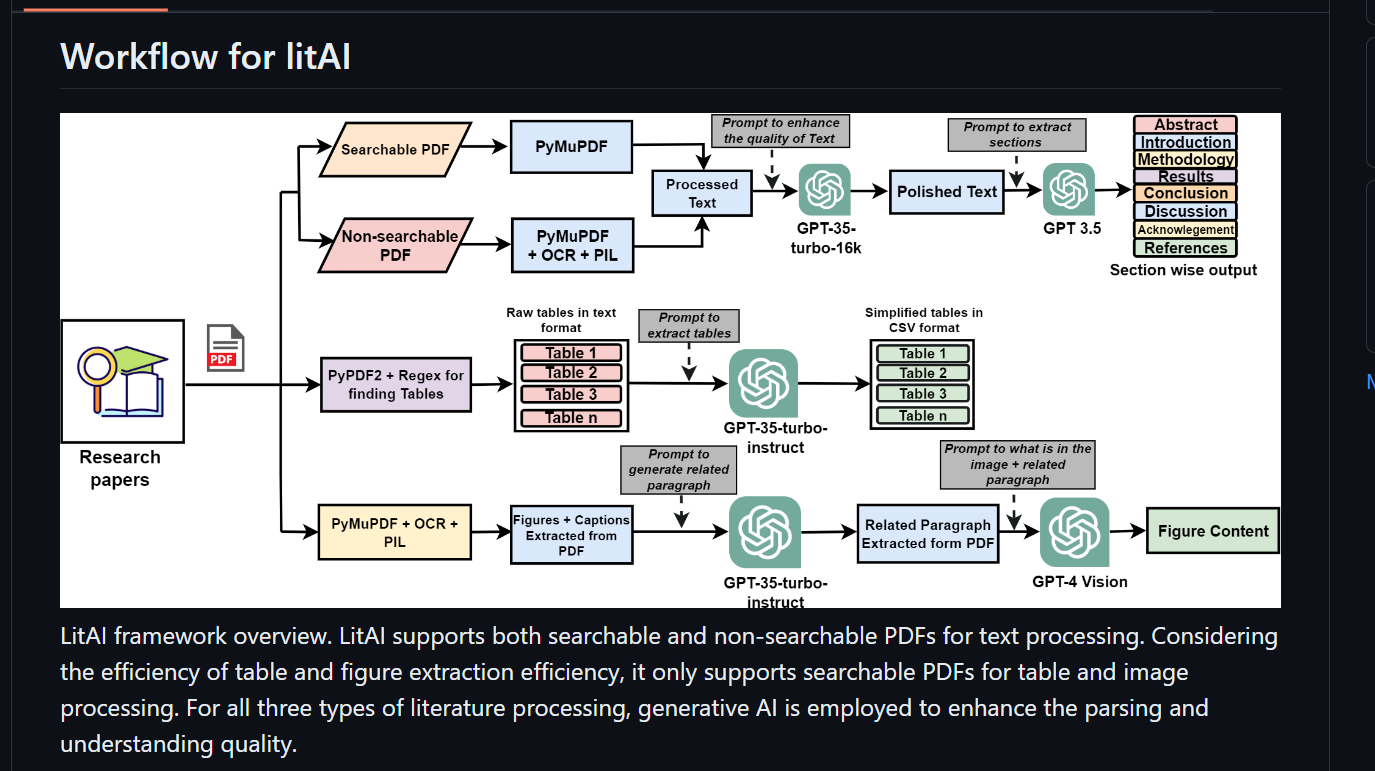 Workflow for litAI
Searchable PDF
PyMuPDF
Prompt to enhance
the quality of Text
Prompt to extract
sections
Non-searchable
PDF
PyMuPDF
+ OCR + PIL
Processed
Text
GPT-35-
turbo-16k
Polished Text
GPT 3.5
Abstract
Introduction
Methodology
Results
Conclusion
Discussion
Acknowlegement
References
Section wise output
Research
papers
PDF
PyPDF2 + Regex for
finding Tables
Raw tables in text
format
Table 1
Table 2
Table 3
Table n
Prompt to
extract tables
GPT-35-turbo-
instruct
Simplified tables in
CSV format
Table 1
Table 2
Table 3
Table n
PyMuPDF + OCR +
PIL
Figures + Captions
Extracted from
PDF
Prompt to
generate related
paragraph
GPT-35-turbo-
instruct
Related Paragraph
Extracted form PDF
Prompt to what is in the
image + related
paragraph
GPT-4 Vision
Figure Content
LitAI framework overview. LitAI supports both searchable and non-searchable PDFs for text processing. Considering
the efficiency of table and figure extraction efficiency, it only supports searchable PDFs for table and image
processing. For all three types of literature processing, generative AI is employed to enhance the parsing and
understanding quality.